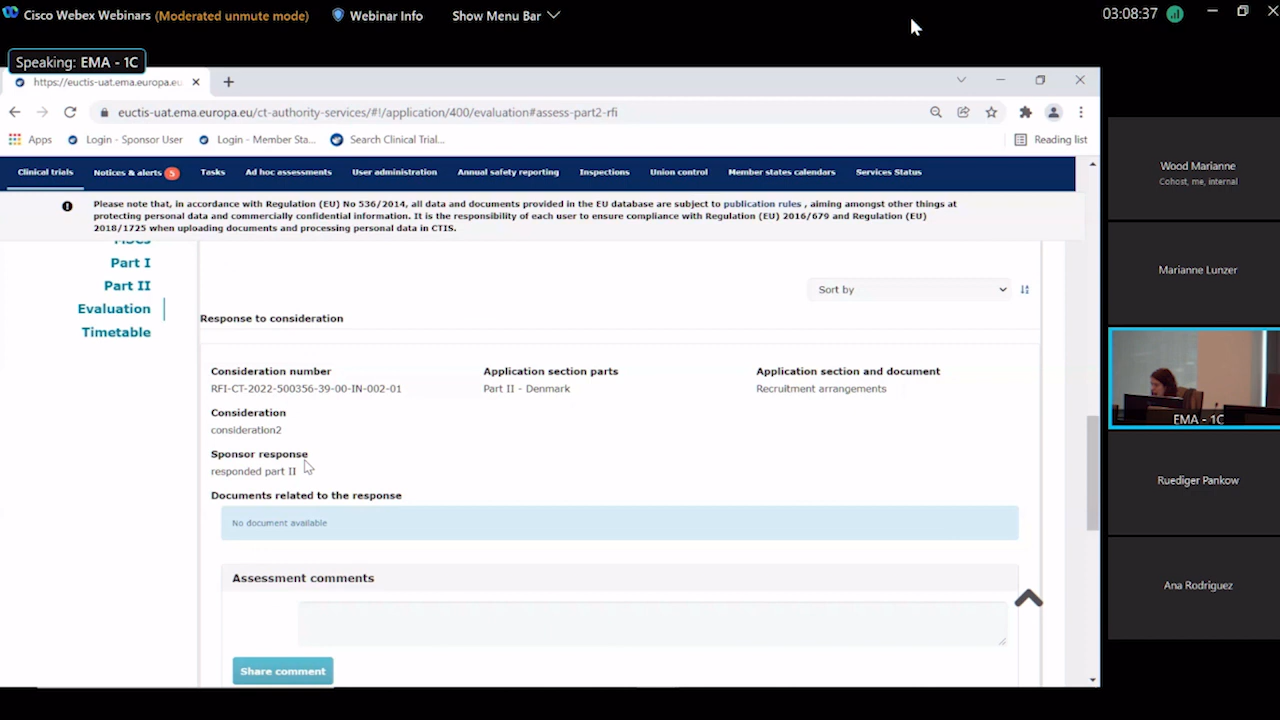 Cisco Webex Webinars (Moderated unmute mode) Webinar Info Show Menu Bar 03:08:37
Speaking: EMA - 1C
https://euctis-uat.ema.europa.eu
euctis-uat.ema.europa.eu/ct-authority-services/#!/application/400/evaluation#assess-part2-rfi
Apps Login - Sponsor User Login - Member Sta... Search Clinical Trial... Reading list
Clinical trials Notices & alerts 5 Tasks Ad hoc assessments User administration Annual safety reporting Inspections Union control Member states calendars Services Status
Please note that, in accordance with Regulation (EU) No 536/2014, all data and documents provided in the EU database are subject to publication rules , aiming amongst other things at
protecting personal data and commercially confidential information. It is the responsibility of each user to ensure compliance with Regulation (EU) 2016/679 and Regulation (EU)
2018/1725 when uploading documents and processing personal data in CTIS.
MSCs
Part I
Part II
Evaluation
Timetable
Sort by
Response to consideration
Consideration number Application section parts Application section and document
RFI-CT-2022-500356-39-00-IN-002-01 Part II - Denmark Recruitment arrangements
Consideration
consideration2
Sponsor response
responded part II
Documents related to the response
No document available
Assessment comments
Share comment
Wood Marianne
Cohost, me, internal
Marianne Lunzer
EMA - 1C
Ruediger Pankow
Ana Rodriguez